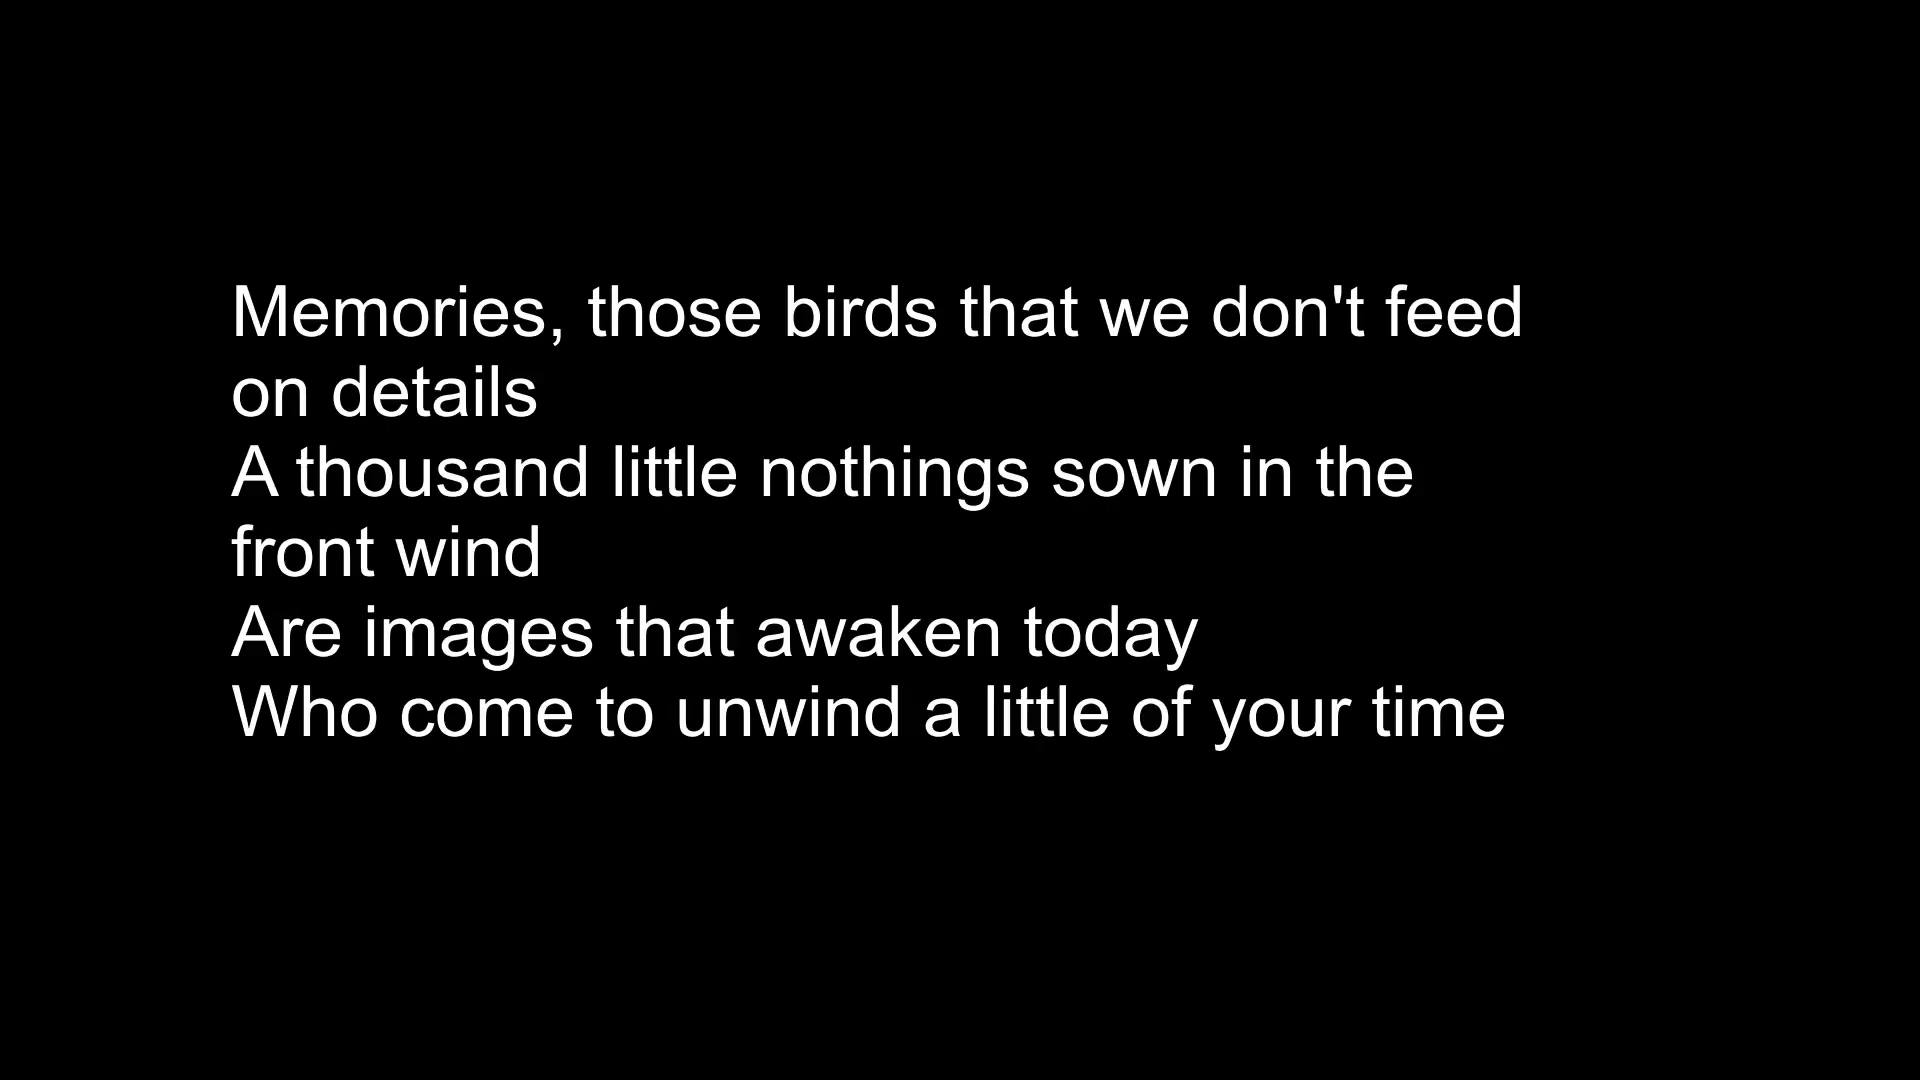 Memories, those birds that we don't feed
on details
A thousand little nothings sown in the
front wind
Are images that awaken today
Who come to unwind a little of your time